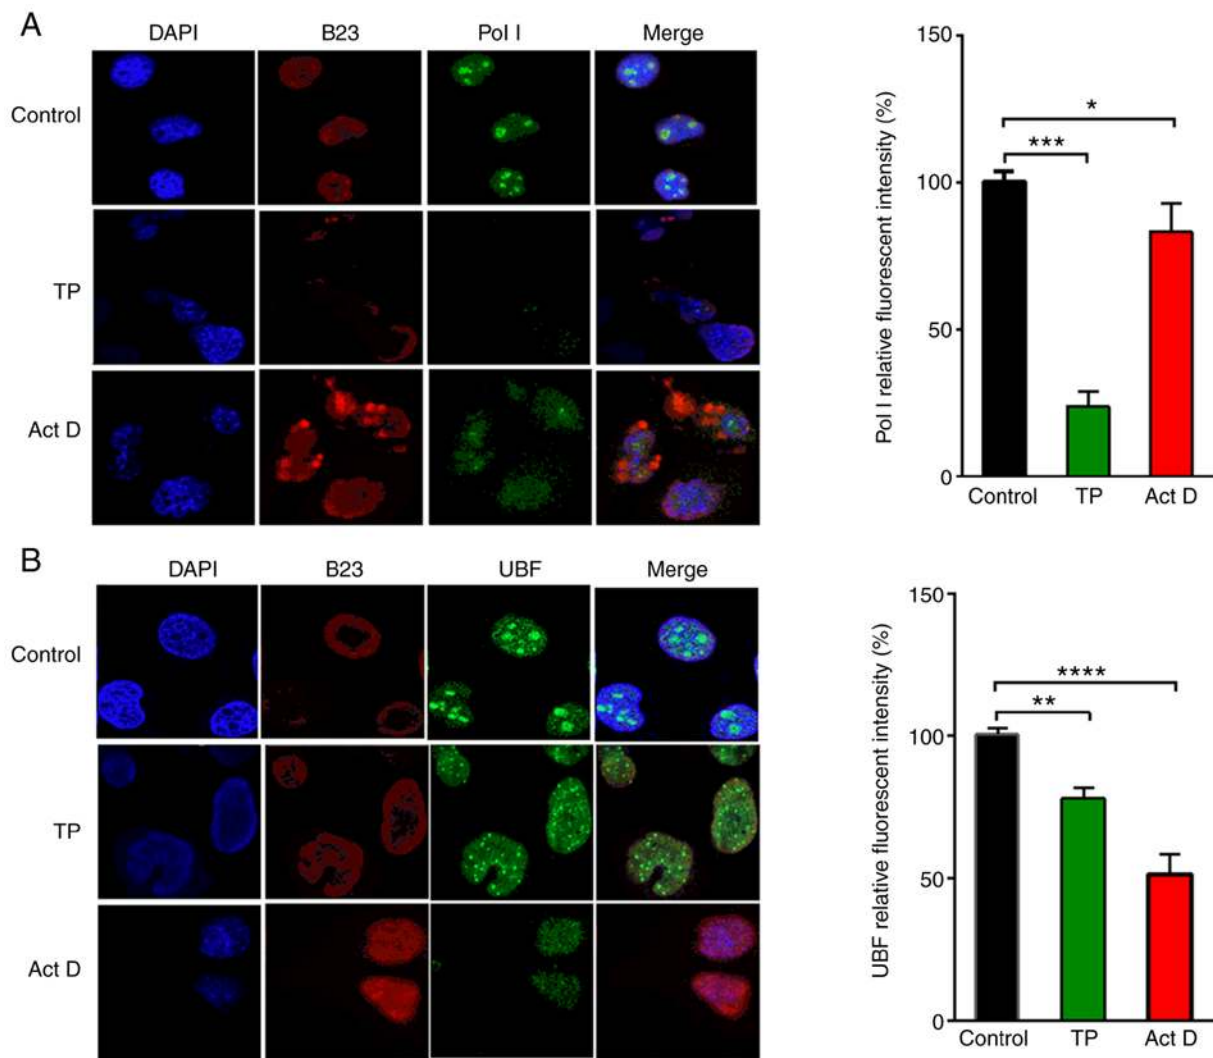 A
DAPI B23 Pol I Merge
Control
TP
Act D
Pol I relative fluorescent intensity (%)
150
100
50
0
*
***
Control TP Act D
B
DAPI B23 UBF Merge
Control
TP
Act D
UBF relative fluorescent intensity (%)
150
100
50
0
****
**
Control TP Act D